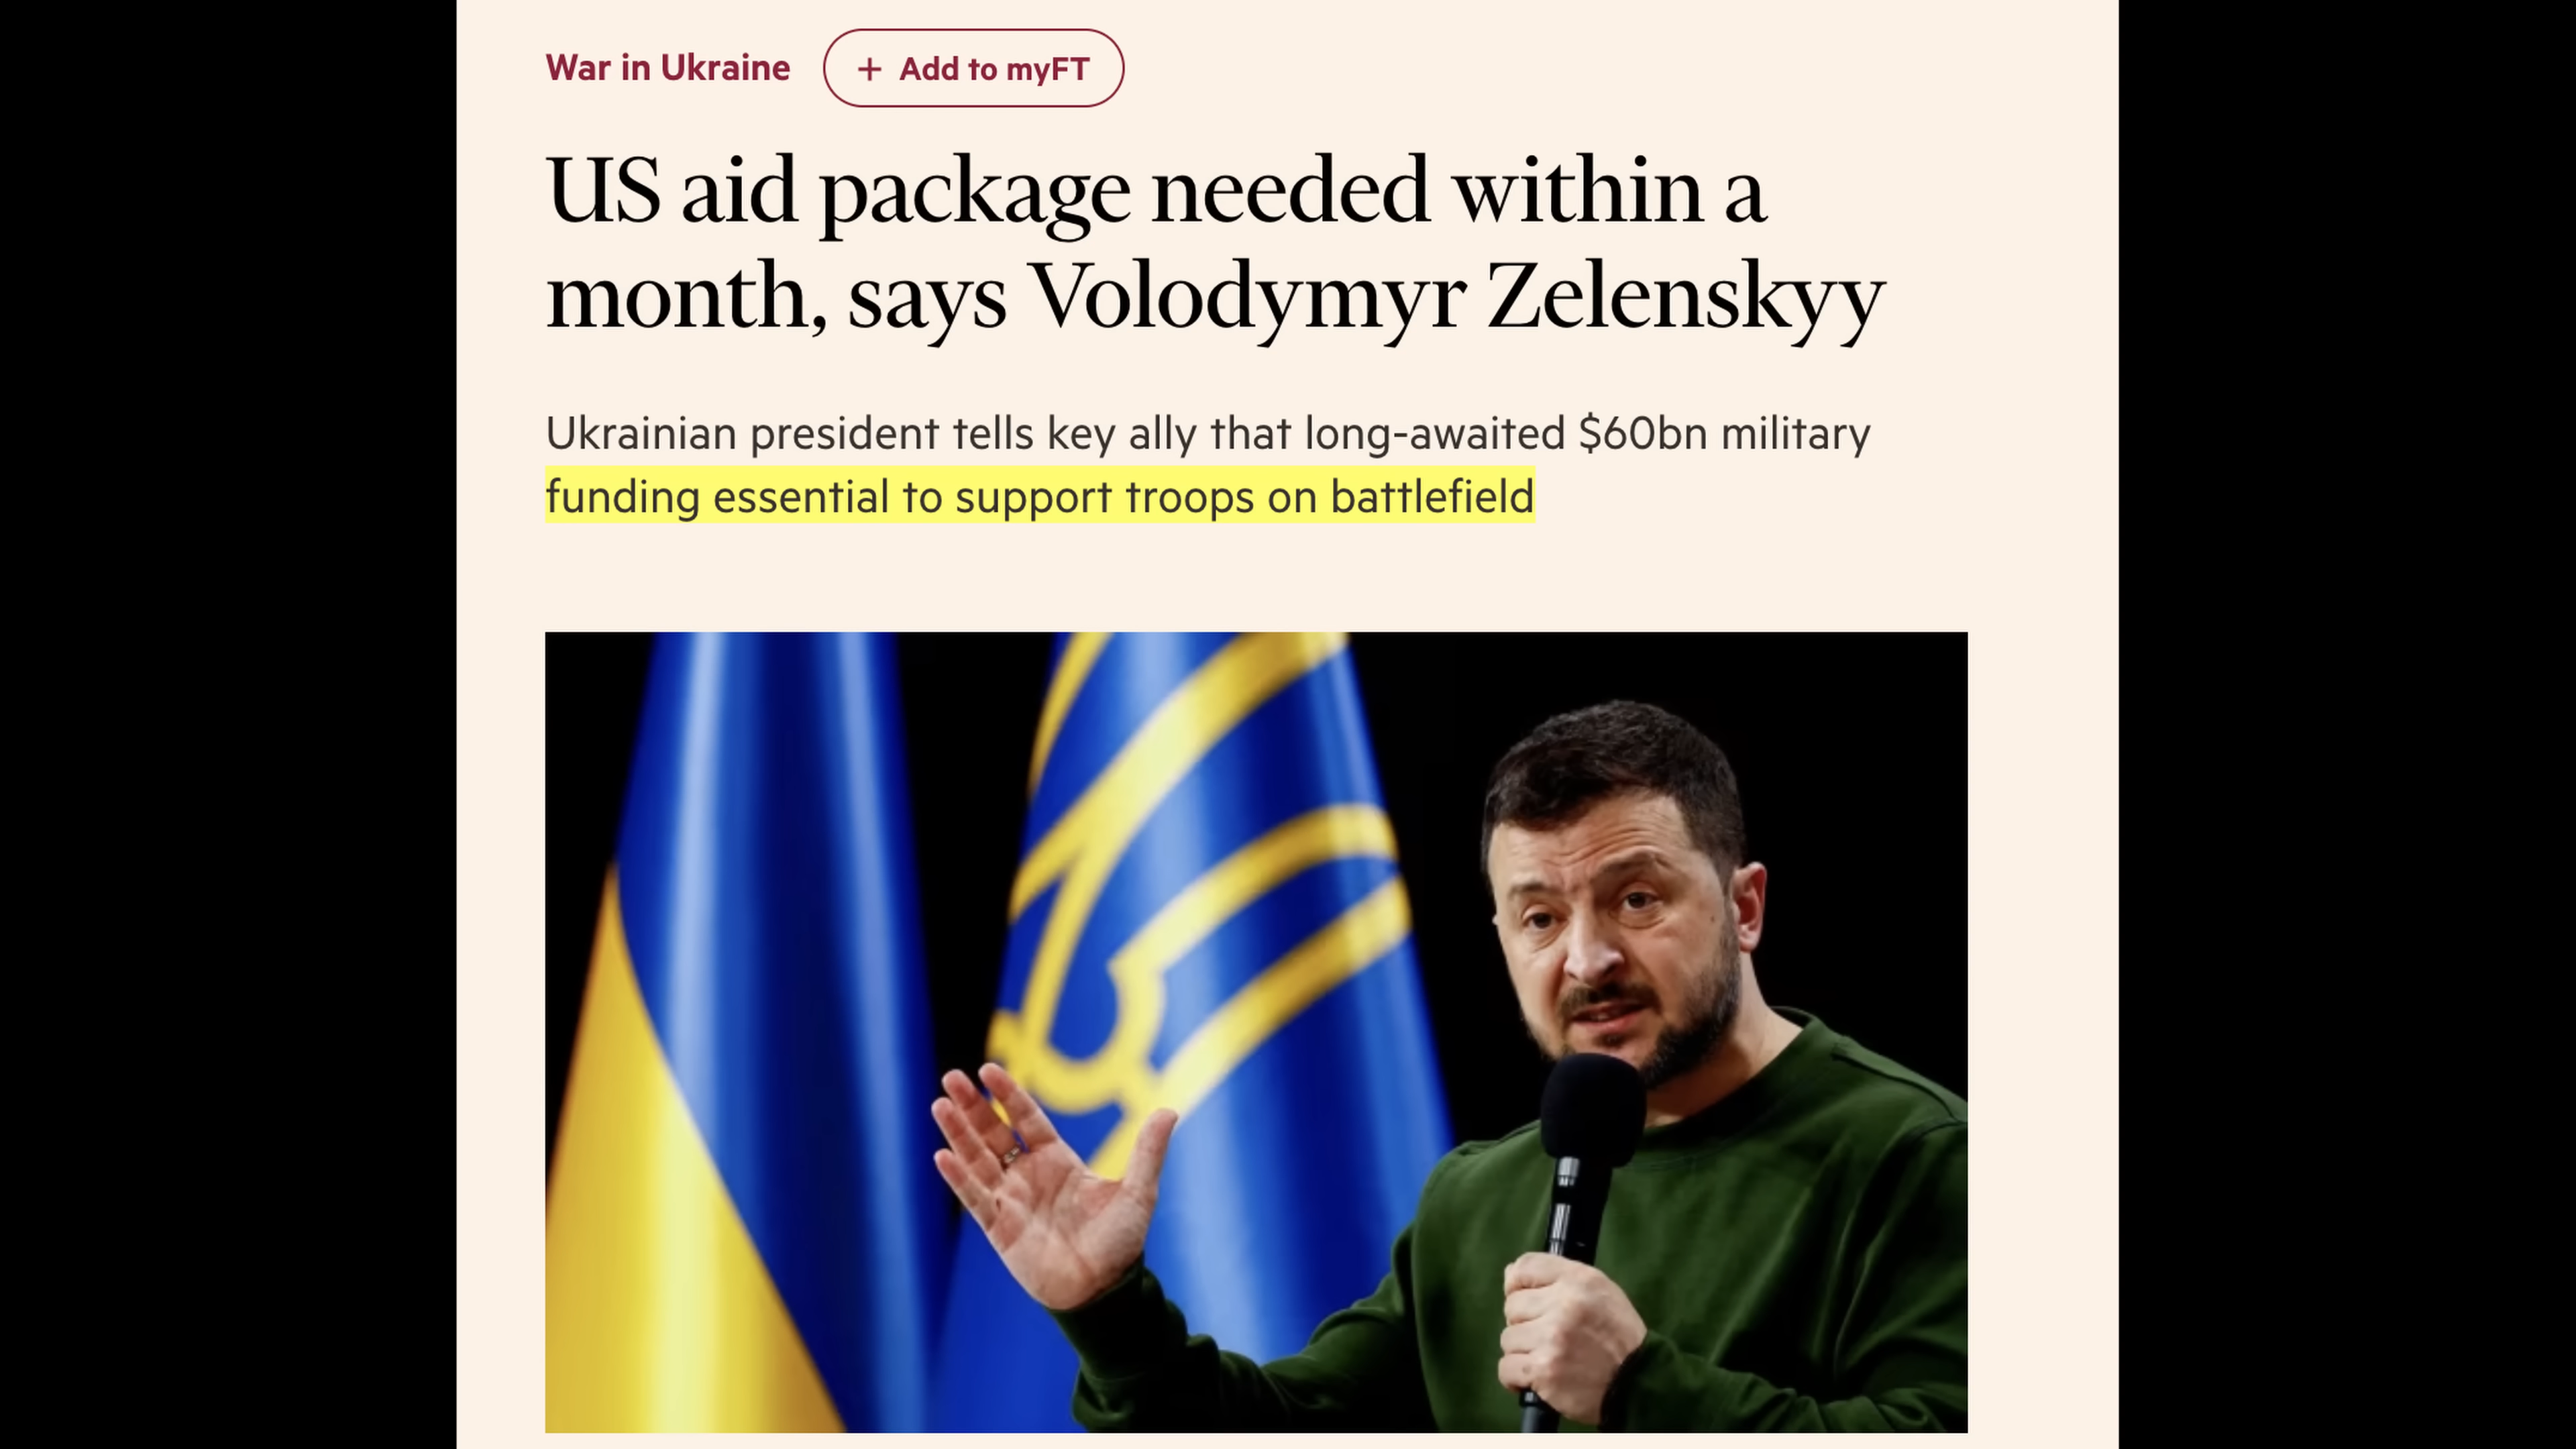 War in Ukraine
+ Add to myFT
US aid package needed within a
month, says Volodymyr Zelenskyy
Ukrainian president tells key ally that long-awaited $60bn military
funding essential to support troops on battlefield